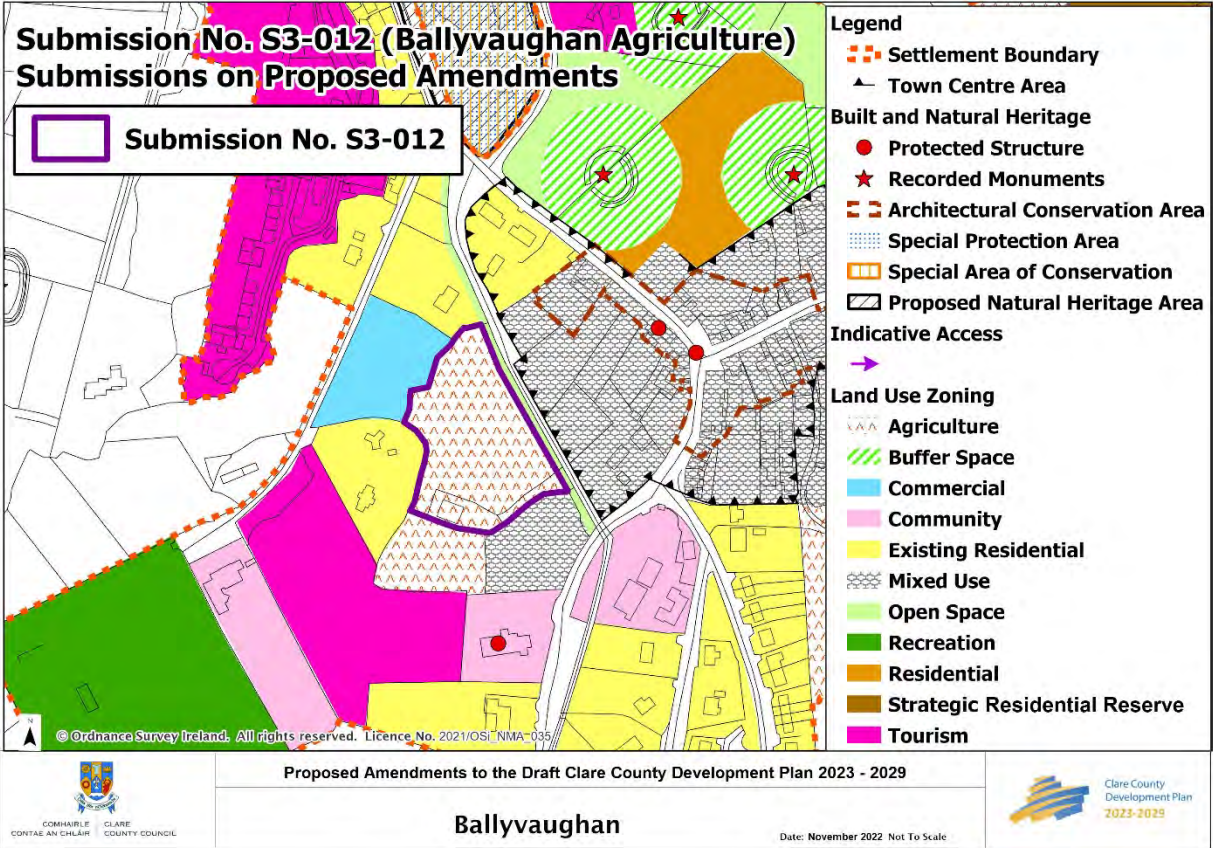 Submission No. S3-012 (Ballyvaughan Agriculture)
Submissions on Proposed Amendments
Submission No. S3-012
Legend
Settlement Boundary
Town Centre Area
Built and Natural Heritage
Protected Structure
Recorded Monuments
Architectural Conservation Area
Special Protection Area
Special Area of Conservation
Proposed Natural Heritage Area
Indicative Access
Land Use Zoning
Agriculture
Buffer Space
Commercial
Community
Existing Residential
Mixed Use
Open Space
Recreation
Residential
Strategic Residential Reserve
Tourism
N
© Ordnance Survey Ireland. All rights reserved. Licence No. 2021/OSi_NMA_035
COMHAIRLE CLARE
CONTAE AN CHLÁIR COUNTY COUNCIL
Proposed Amendments to the Draft Clare County Development Plan 2023 - 2029
Ballyvaughan
Date: November 2022 Not To Scale
Clare County
Development Plan
2023-2029